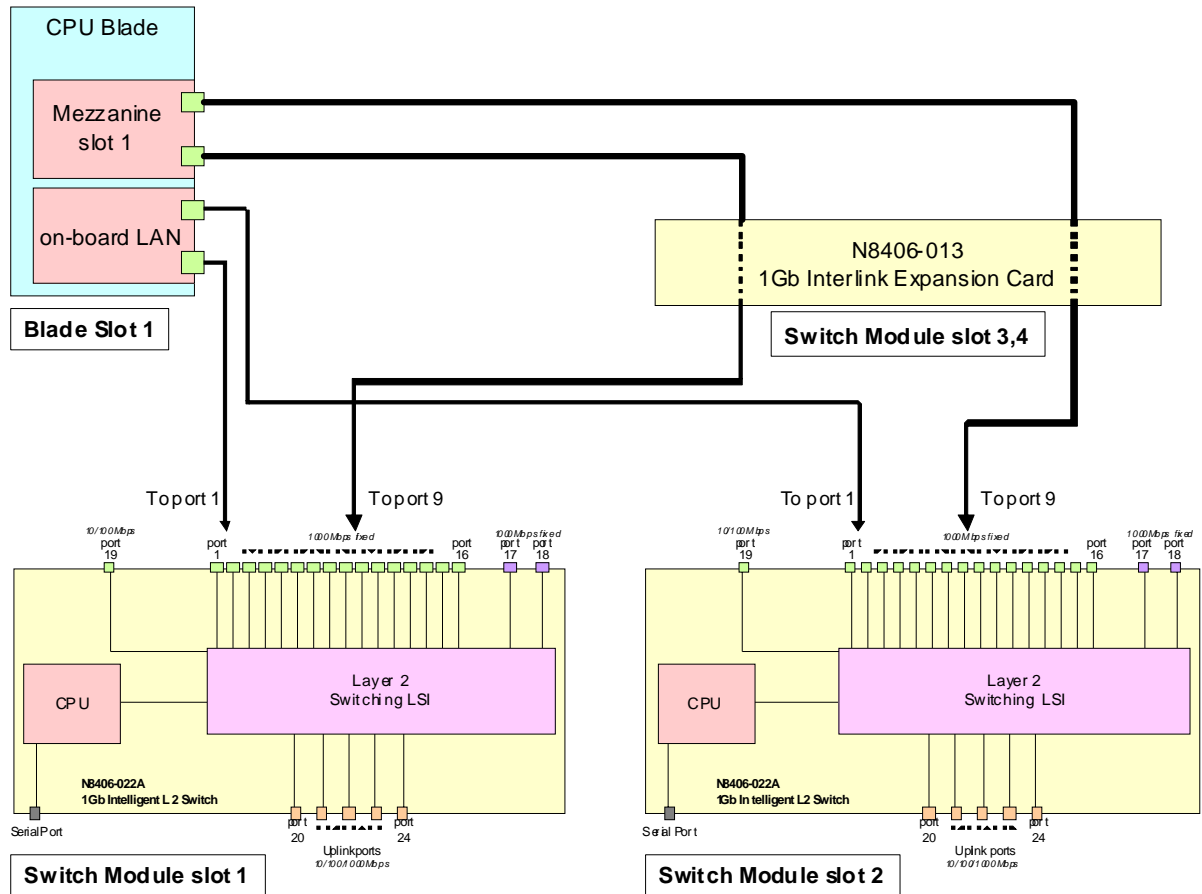 CPU Blade
Mezzanine
slot 1
on-board LAN
Blade Slot 1
N8406-013
1Gb Interlink Expansion Card
Switch Module slot 3,4
To port 1
To port 9
To port 1
To port 9
10/100Mbps
port
19
port
1
1000Mbps fixed
port
16
1000Mbps fixed
port
17
port
18
10/100Mbps
port
19
port
1
1000Mbps fixed
port
16
1000Mbps fixed
port
17
port
18
CPU
Layer 2
Switching LSI
CPU
Layer 2
Switching LSI
N8406-022A
1Gb Intelligent L2 Switch
N8406-022A
1Gb Intelligent L2 Switch
Serial Port
port
20
Uplink ports
10/100/1000Mbps
port
24
Serial Port
port
20
Uplink ports
10/100/1000Mbps
port
24
Switch Module slot 1
Switch Module slot 2